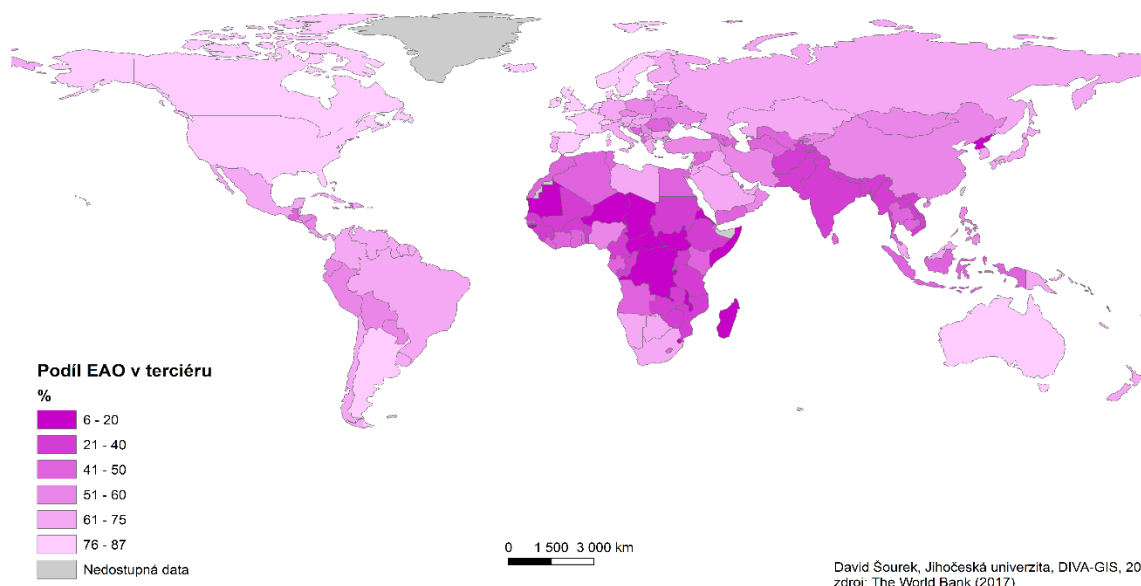 Podíl EAO v terciéru
%
6 - 20
21 - 40
41 - 50
51 - 60
61 - 75
76 - 87
Nedostupná data
0 1 500 3 000 km
David Šourek, Jihočeská univerzita, DIVA-GIS, 20
zdroj: The World Bank (2017)